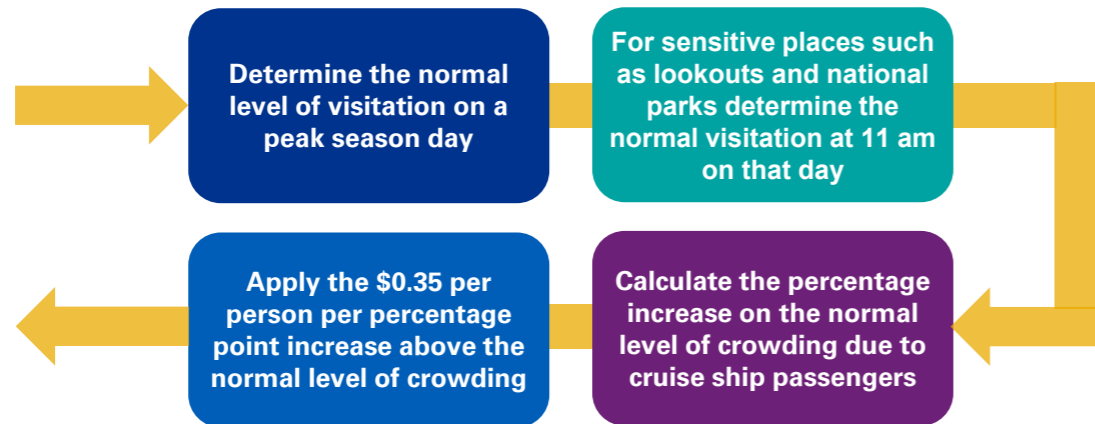 Determine the normal
level of visitation on a
peak season day
For sensitive places such
as lookouts and national
parks determine the
normal visitation at 11 am
on that day
Calculate the percentage
increase on the normal
level of crowding due to
cruise ship passengers
Apply the $0.35 per
person per percentage
point increase above the
normal level of crowding